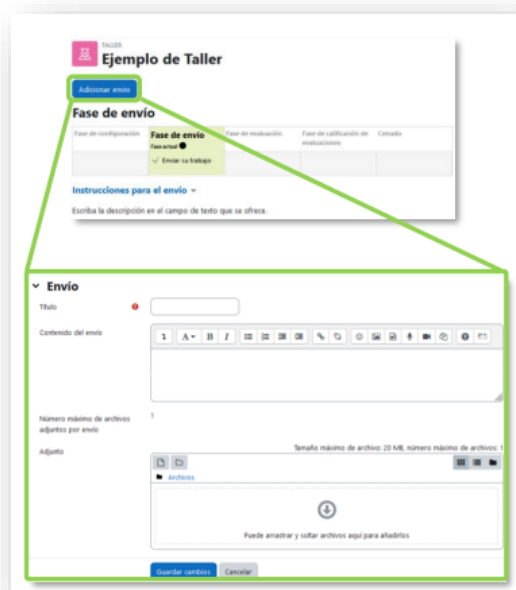 TALLER
Ejemplo de Taller
Adicionar envío
Fase de envío
Fase de configuración
Fase de envío
Fase actual
Enviar su trabajo
Fase de evaluación
Fase de calificación de
evaluaciones
Cerrado
Instrucciones para el envío
Escriba la descripción en el campo de texto que se ofrece.
Envío
Título
Contenido del envío
A
B
I
Número máximo de archivos
adjuntos por envío
1
Adjunto
Tamaño máximo de archivo: 20 MB, número máximo de archivos: 1
Archivos
Puede arrastrar y soltar archivos aquí para añadirlos
Guardar cambios
Cancelar